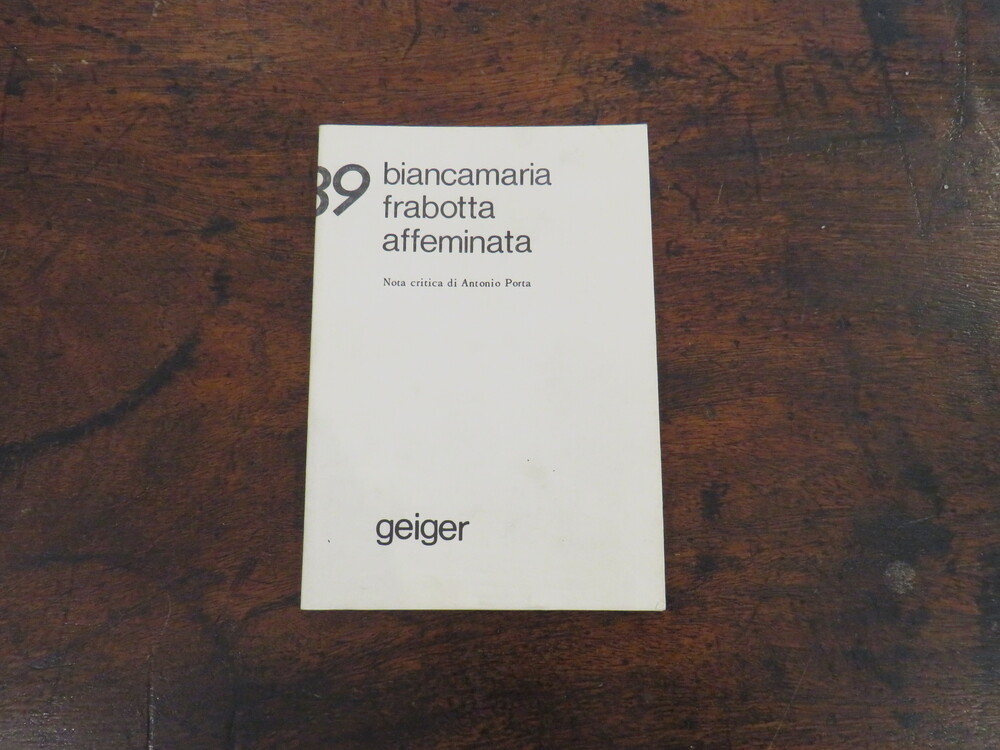 39 biancamaria
frabotta
affeminata
Nota critica di Antonio Porta
geiger